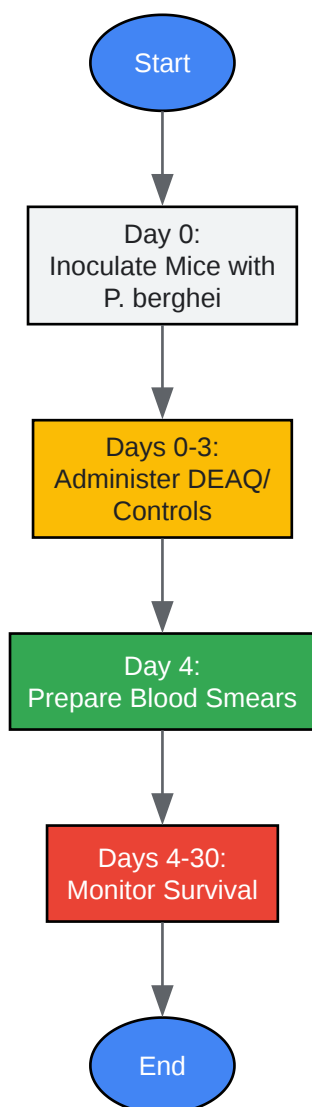 Start
Day 0:
Inoculate Mice with
P. berghei
Days 0-3:
Administer DEAQ/
Controls
Day 4:
Prepare Blood Smears
Days 4-30:
Monitor Survival
End